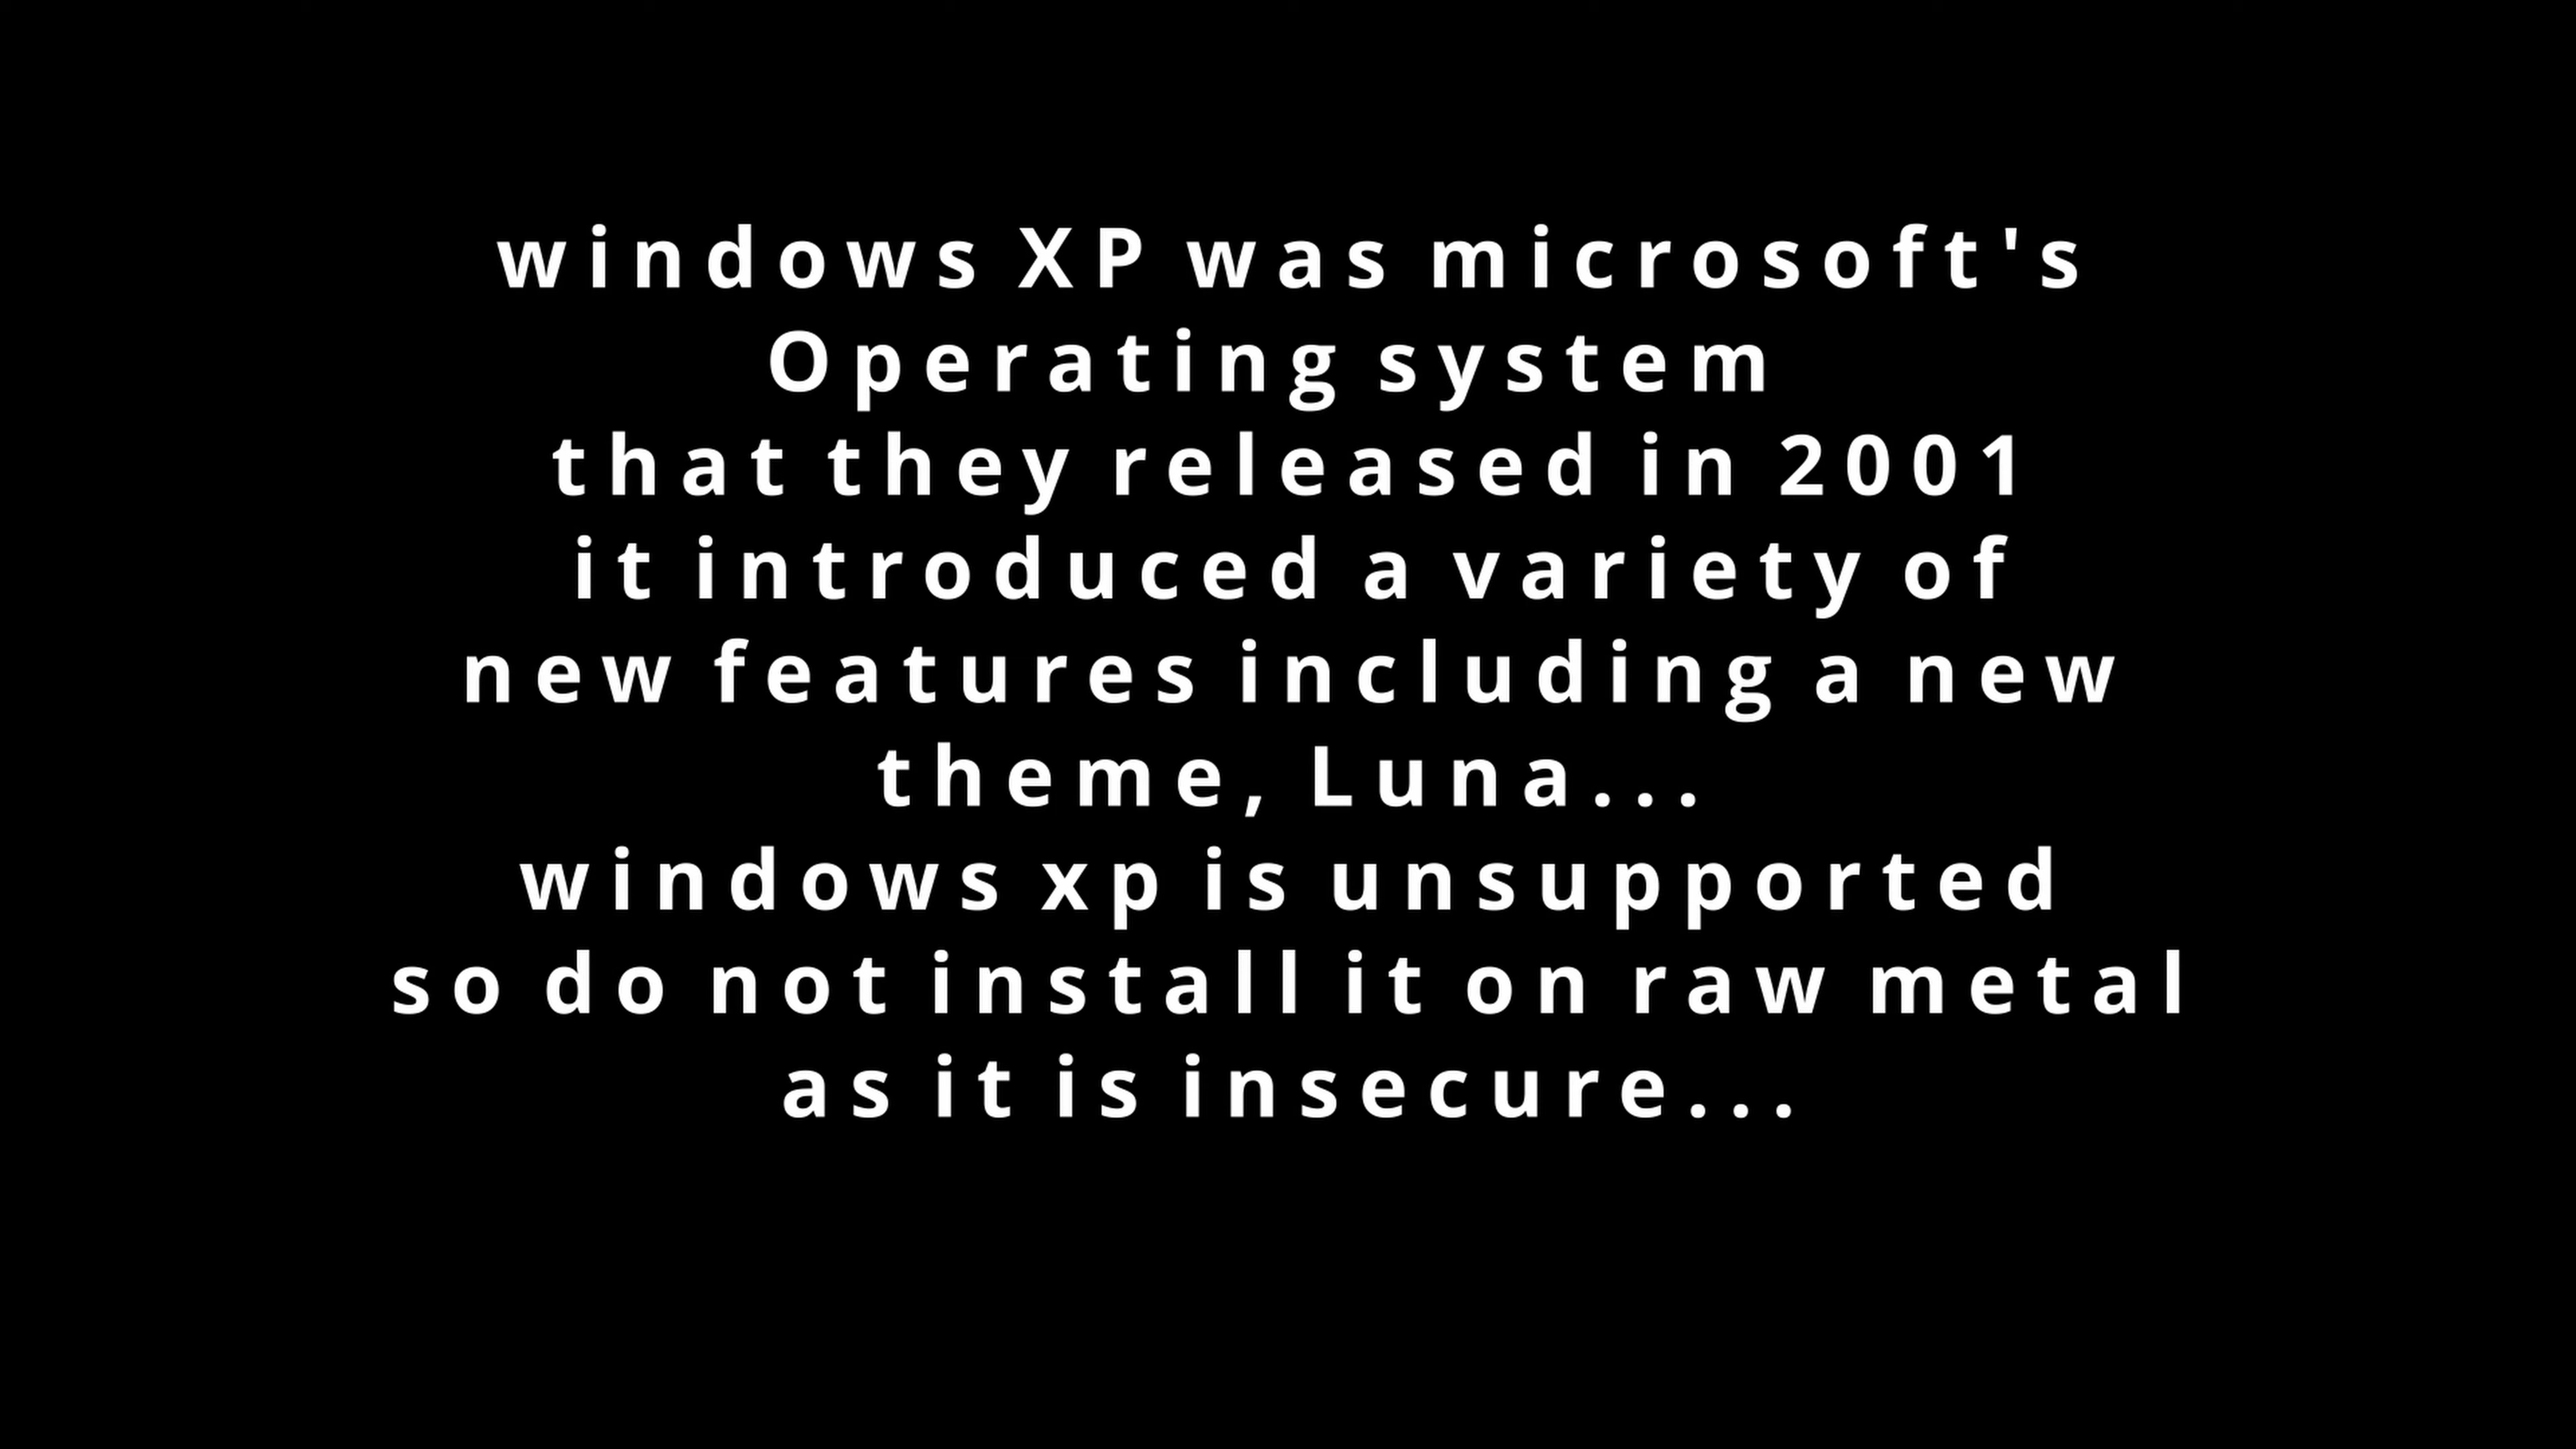 windows XP was microsoft's
Operating system
that they released in 2001
it introduced a variety of
new features including a new
theme, Luna...
windows xp is unsupported
so do not install it on raw metal
as it is insecure...